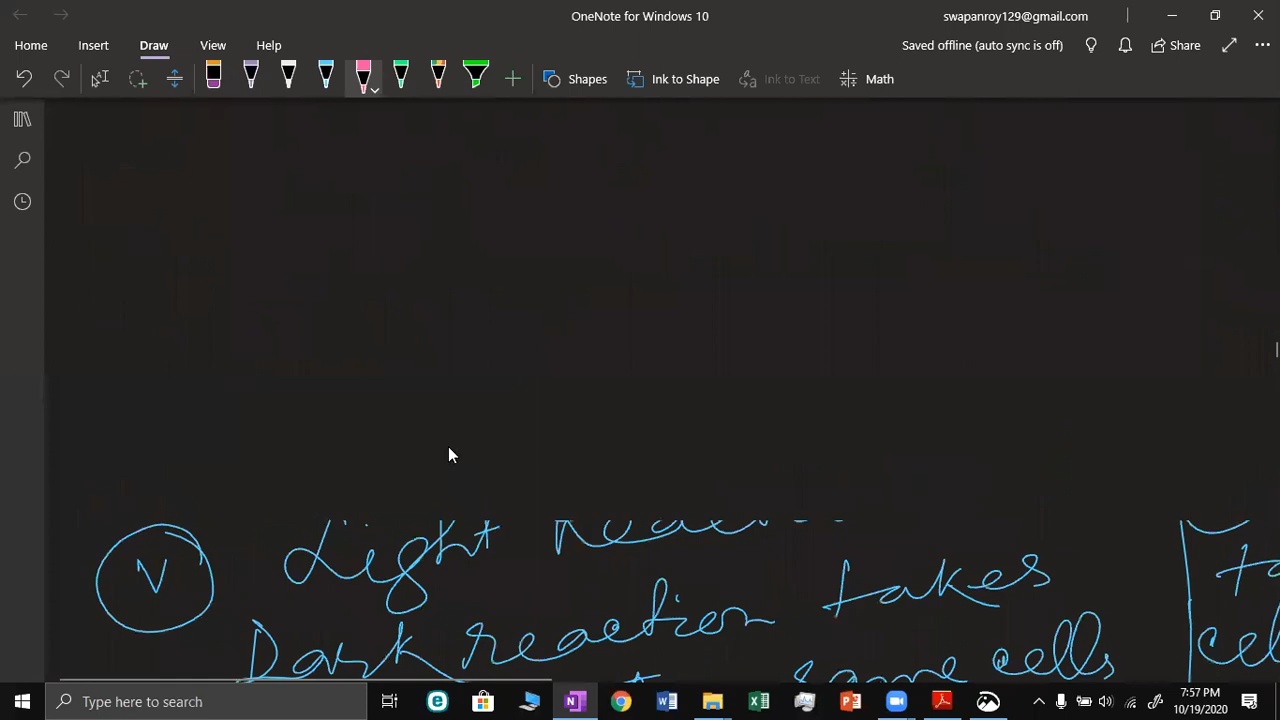 OneNote for Windows 10
swapanroy129@gmail.com
Home Insert Draw View Help
Saved offline (auto sync is off) Share
Shapes Ink to Shape Ink to Text Math
V Light
Dark reaction takes
same cells
Type here to search
7:57 PM
10/19/2020